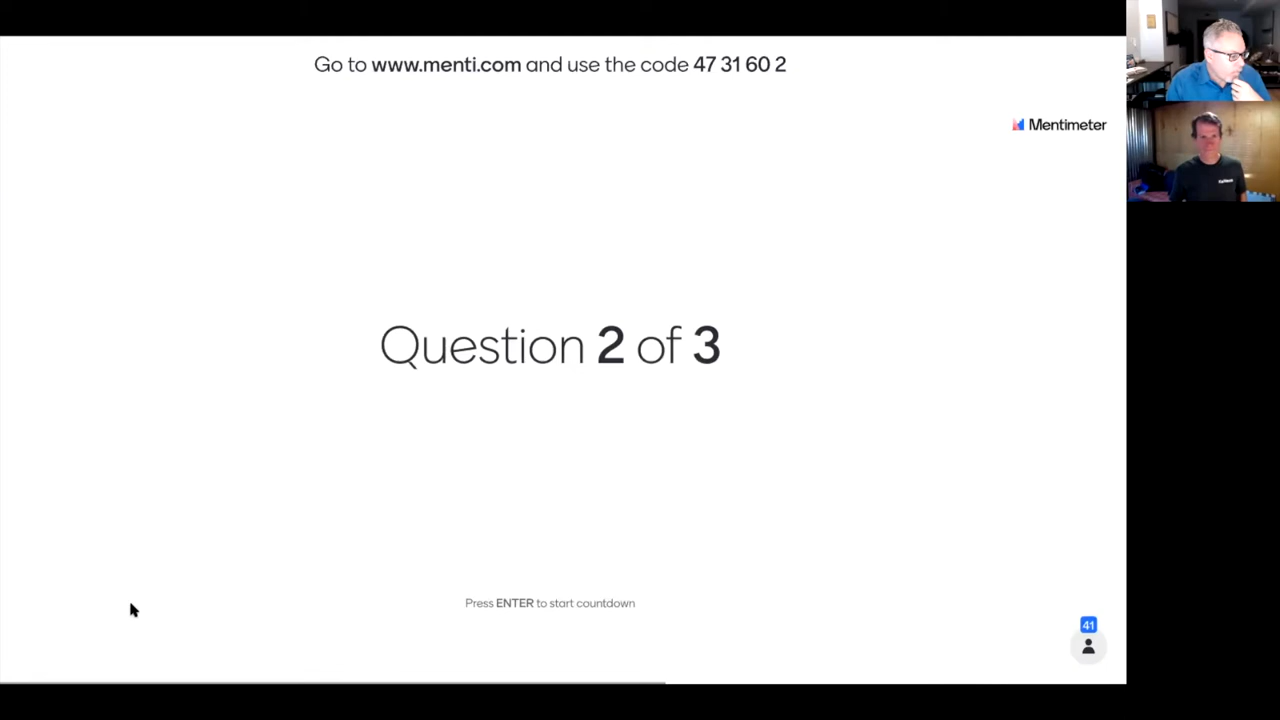 Go to www.menti.com and use the code 47 31 60 2
Mentimeter
Question 2 of 3
Press ENTER to start countdown
41